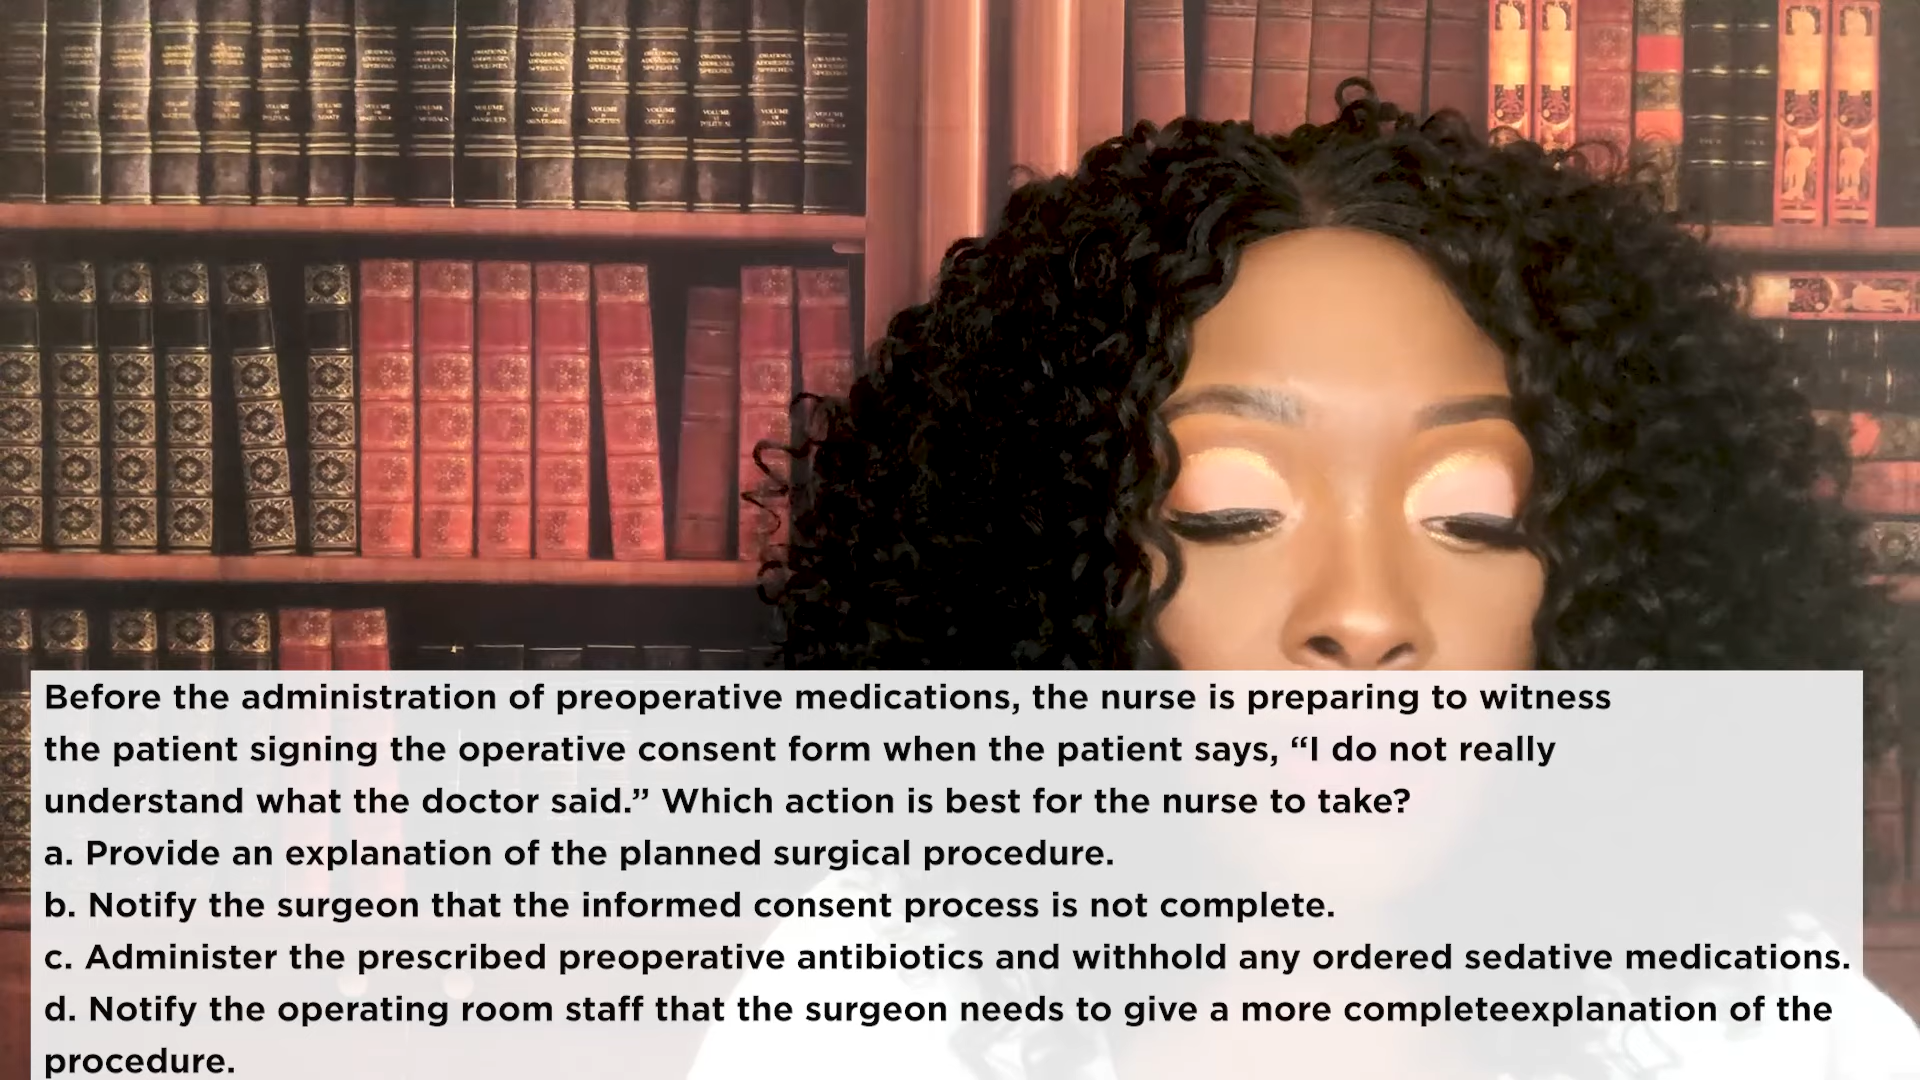 ORATIONS
ADDRESSES
SPEECHES
VOLUME
Before the administration of preoperative medications, the nurse is preparing to witness
the patient signing the operative consent form when the patient says, “I do not really
understand what the doctor said.” Which action is best for the nurse to take?
a. Provide an explanation of the planned surgical procedure.
b. Notify the surgeon that the informed consent process is not complete.
c. Administer the prescribed preoperative antibiotics and withhold any ordered sedative medications.
d. Notify the operating room staff that the surgeon needs to give a more completeexplanation of the
procedure.